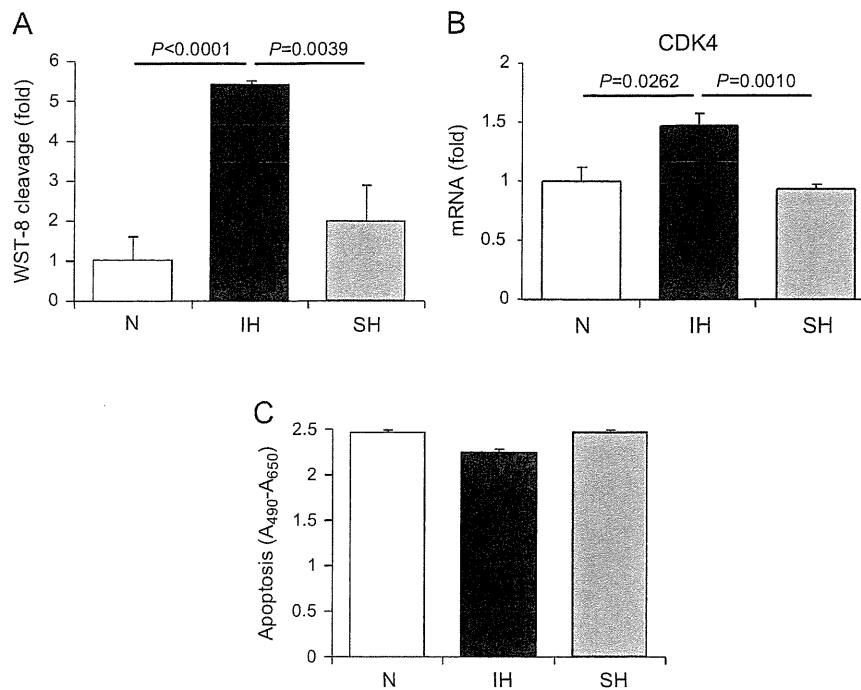 A
WST-8 cleavage (fold)
6
5
4
3
2
1
0
P<0.0001
P=0.0039
N
IH
SH
B
CDK4
mRNA (fold)
2
1.5
1
0.5
0
P=0.0262
P=0.0010
N
IH
SH
C
Apoptosis (A490-A650)
2.5
2
1.5
1
0.5
0
N
IH
SH